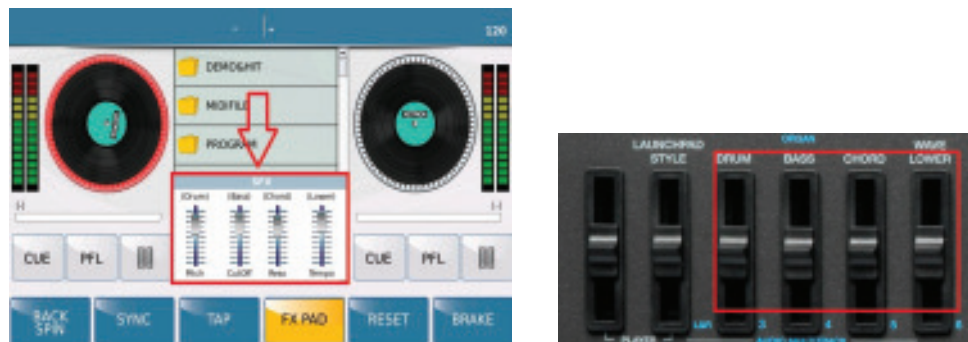 120
DEMO&HIT
MIDIFILE
PROGRAM
(Drum) (Bass) (Chord) (Lower)
Pitch CutOff Reso Tempo
CUE PFL
CUE PFL
BACK SPIN
SYNC
TAP
FX PAD
RESET
BRAKE
ORGAN
LAUNCHPAD STYLE
DRUM
BASS
CHORD
WAVE LOWER
3 4 5 6
PLAYER